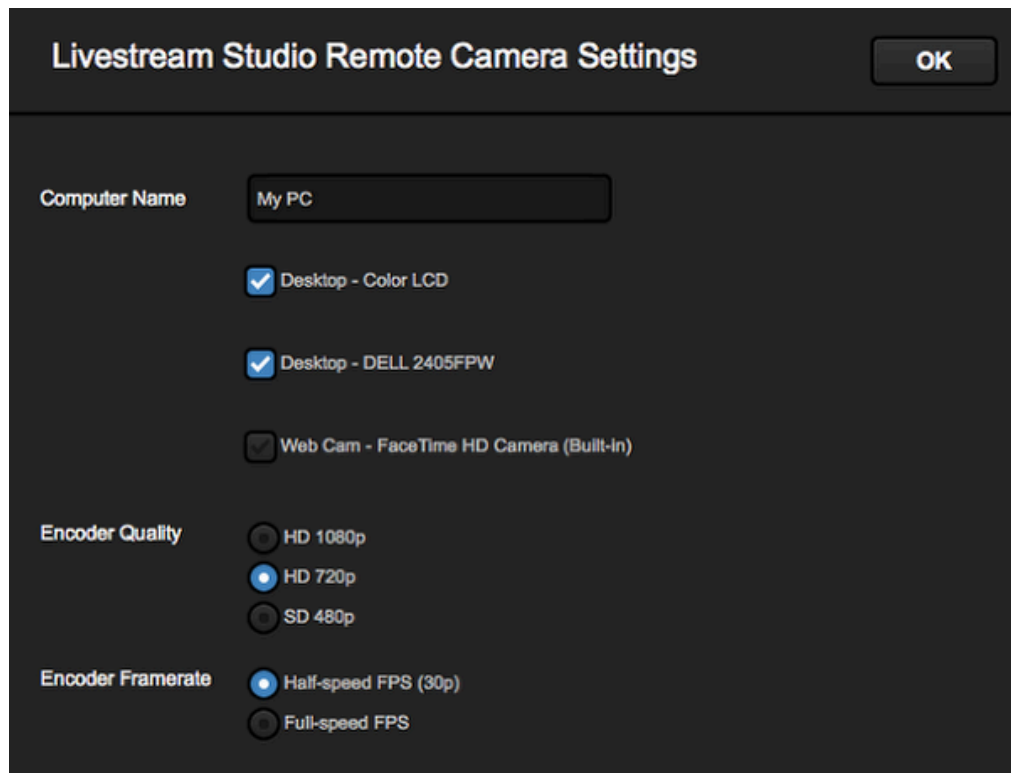 Livestream Studio Remote Camera Settings
OK
Computer Name
My PC
Desktop - Color LCD
Desktop - DELL 2405FPW
Web Cam - FaceTime HD Camera (Built-in)
Encoder Quality
HD 1080p
HD 720p
SD 480p
Encoder Framerate
Half-speed FPS (30p)
Full-speed FPS